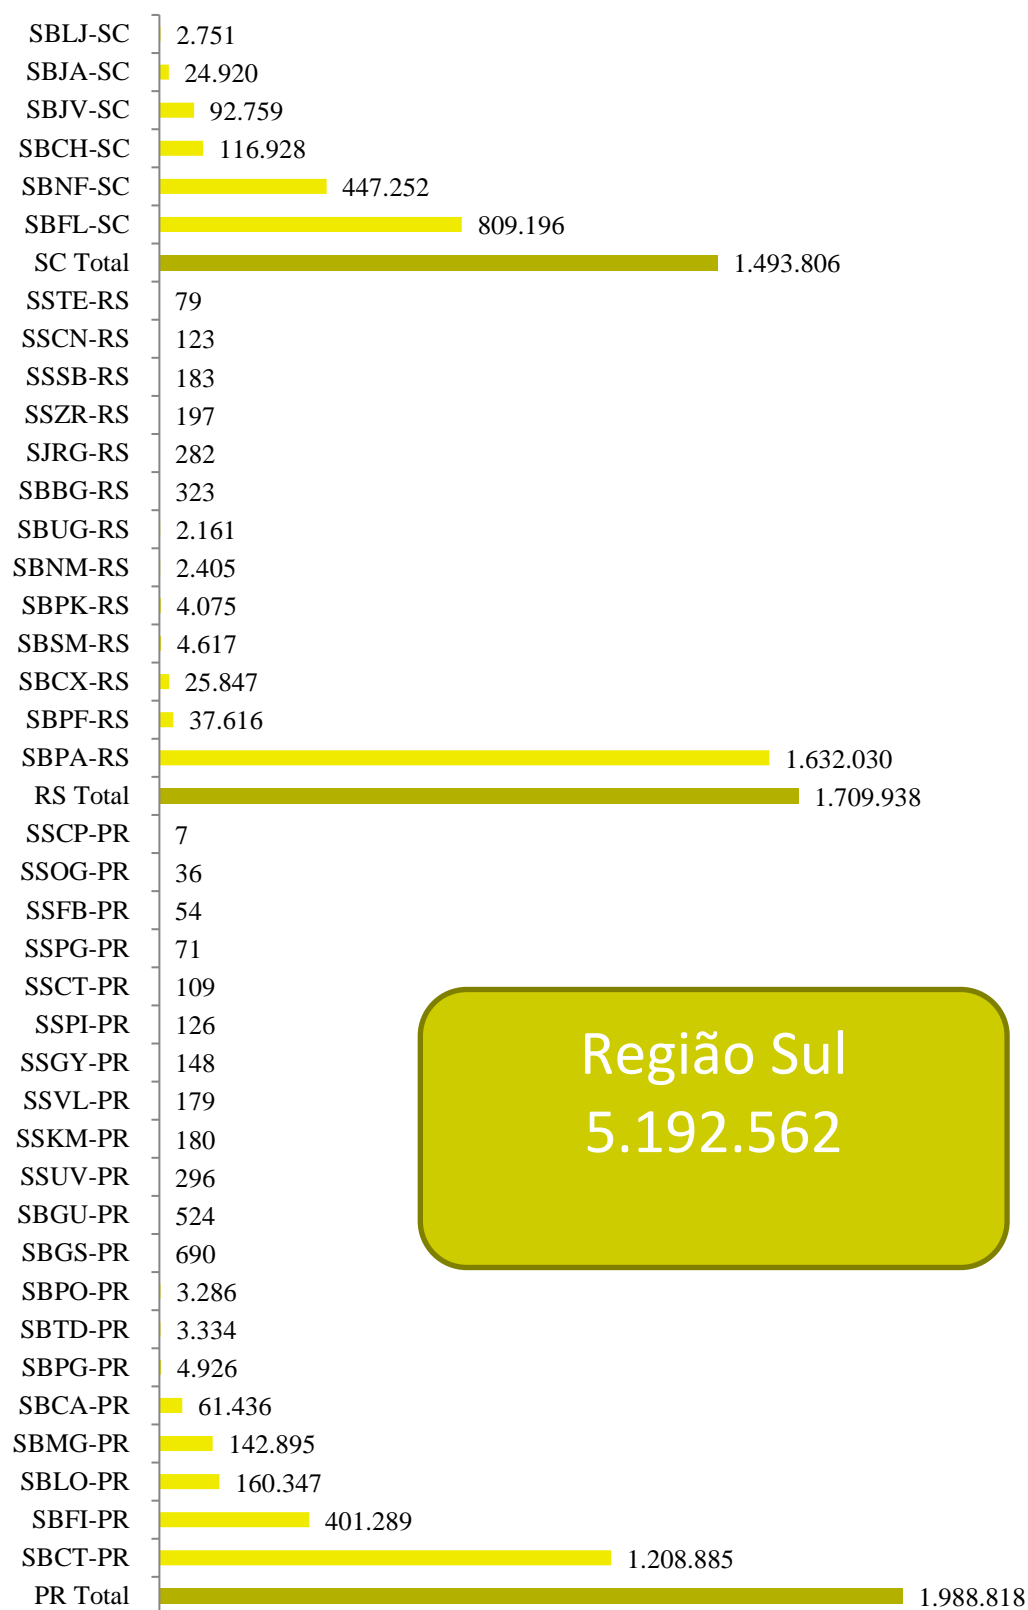 SBLJ-SC 2.751
SBJA-SC 24.920
SBJV-SC 92.759
SBCH-SC 116.928
SBNF-SC 447.252
SBFL-SC 809.196
SC Total 1.493.806
SSTE-RS 79
SSCN-RS 123
SSSB-RS 183
SSZR-RS 197
SJRG-RS 282
SBBG-RS 323
SBUG-RS 2.161
SBNM-RS 2.405
SBPK-RS 4.075
SBSM-RS 4.617
SBCX-RS 25.847
SBPF-RS 37.616
SBPA-RS 1.632.030
RS Total 1.709.938
SSCP-PR 7
SSOG-PR 36
SSFB-PR 54
SSPG-PR 71
SSCT-PR 109
SSPI-PR 126
SSGY-PR 148
SSVL-PR 179
SSKM-PR 180
SSUV-PR 296
SBGU-PR 524
SBGS-PR 690
SBPO-PR 3.286
SBTD-PR 3.334
SBPG-PR 4.926
SBCA-PR 61.436
SBMG-PR 142.895
SBLO-PR 160.347
SBFI-PR 401.289
SBCT-PR 1.208.885
PR Total 1.988.818
Região Sul
5.192.562